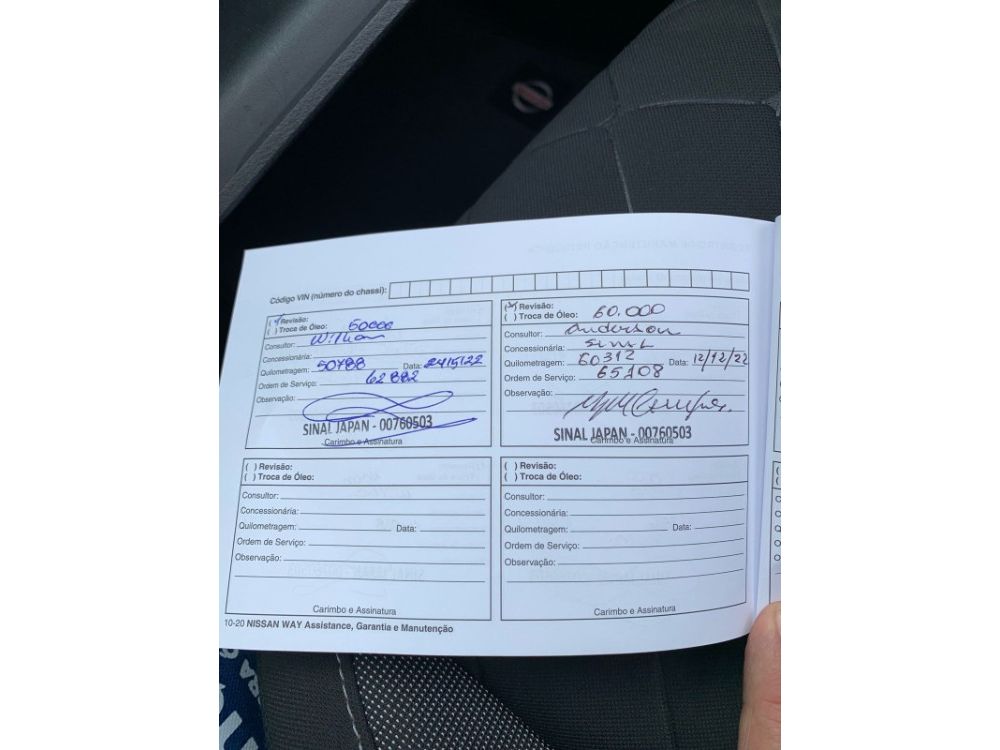 Código VIN (número do chassi):
(✓) Revisão:
( ) Troca de Óleo: 50000
Consultor: Willian
Concessionária:
Quilometragem: 50788 Data: 24/5/22
Ordem de Serviço: 62882
Observação:
SINAL JAPAN - 00760503
Carimbo e Assinatura
(✓) Revisão:
( ) Troca de Óleo: 60.000
Consultor: Anderson
Concessionária: Sinal
Quilometragem: 60312 Data: 12/12/22
Ordem de Serviço: 65108
Observação:
SINAL JAPAN - 00760503
Carimbo e Assinatura
( ) Revisão:
( ) Troca de Óleo:
Consultor:
Concessionária:
Quilometragem: Data:
Ordem de Serviço:
Observação:
Carimbo e Assinatura
( ) Revisão:
( ) Troca de Óleo:
Consultor:
Concessionária:
Quilometragem: Data:
Ordem de Serviço:
Observação:
Carimbo e Assinatura
10-20 NISSAN WAY Assistance, Garantia e Manutenção